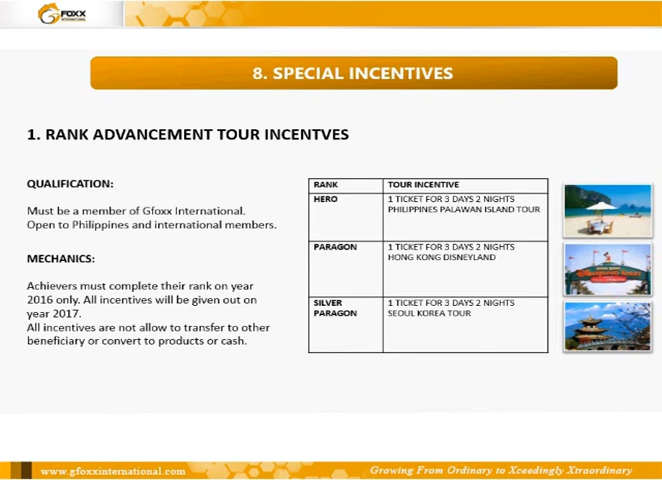 GFOXX
INTERNATIONAL
8. SPECIAL INCENTIVES
1. RANK ADVANCEMENT TOUR INCENTVES
QUALIFICATION:
Must be a member of Gfoxx International.
Open to Philippines and international members.
MECHANICS:
Achievers must complete their rank on year
2016 only. All incentives will be given out on
year 2017.
All incentives are not allow to transfer to other
beneficiary or convert to products or cash.
RANK TOUR INCENTIVE
HERO 1 TICKET FOR 3 DAYS 2 NIGHTS
PHILIPPINES PALAWAN ISLAND TOUR
PARAGON 1 TICKET FOR 3 DAYS 2 NIGHTS
HONG KONG DISNEYLAND
SILVER 1 TICKET FOR 3 DAYS 2 NIGHTS
PARAGON SEOUL KOREA TOUR
www.gfoxxinternational.com
Growing From Ordinary to Xceedingly Xtraordinary